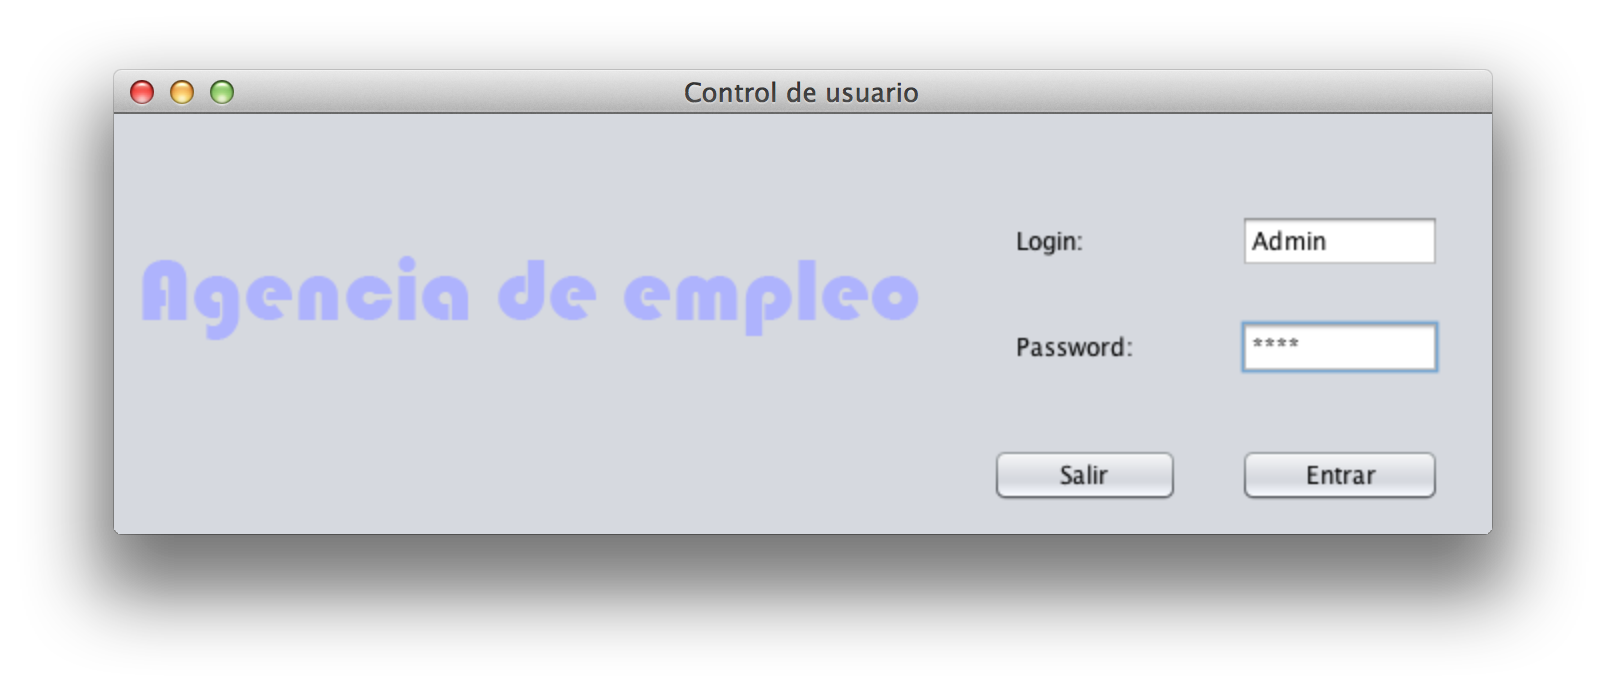 Control de usuario
Agencia de empleo
Login: Admin
Password: ****
Salir Entrar